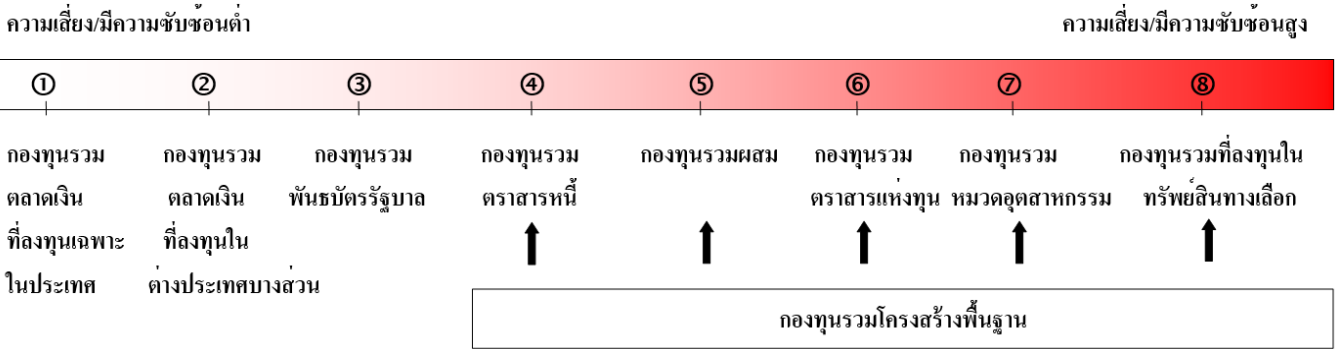 ความเสี่ยง/มีความซับซ้อนต่ำ ความเสี่ยง/มีความซับซ้อนสูง
① ② ③ ④ ⑤ ⑥ ⑦ ⑧
กองทุนรวม กองทุนรวม กองทุนรวม กองทุนรวม กองทุนรวมผสม กองทุนรวม กองทุนรวม กองทุนรวมที่ลงทุนใน
ตลาดเงิน ตลาดเงิน พันธบัตรรัฐบาล ตราสารหนี้ ตราสารแห่งทุน หมวดอุตสาหกรรม ทรัพย์สินทางเลือก
ที่ลงทุนเฉพาะ ที่ลงทุนใน
ในประเทศ ต่างประเทศบางส่วน
กองทุนรวมโครงสร้างพื้นฐาน